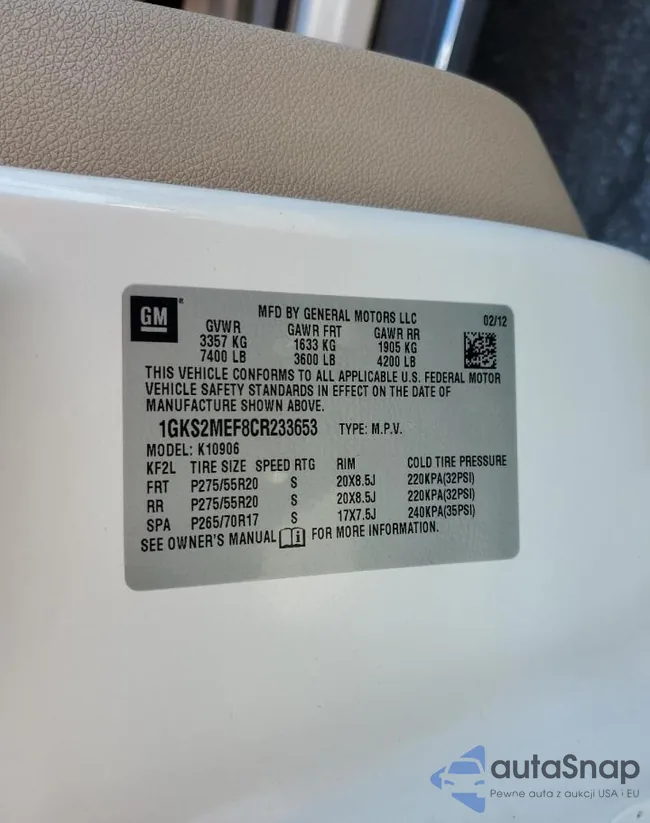 GM
MFD BY GENERAL MOTORS LLC 02/12
GVWR GAWR FRT GAWR RR
3357 KG 1633 KG 1905 KG
7400 LB 3600 LB 4200 LB
THIS VEHICLE CONFORMS TO ALL APPLICABLE U.S. FEDERAL MOTOR
VEHICLE SAFETY STANDARDS IN EFFECT ON THE DATE OF
MANUFACTURE SHOWN ABOVE.
1GKS2MEF8CR233653 TYPE: M.P.V.
MODEL: K10906
KF2L TIRE SIZE SPEED RTG RIM COLD TIRE PRESSURE
FRT P275/55R20 S 20X8.5J 220KPA(32PSI)
RR P275/55R20 S 20X8.5J 220KPA(32PSI)
SPA P265/70R17 S 17X7.5J 240KPA(35PSI)
SEE OWNER'S MANUAL FOR MORE INFORMATION.
autaSnap
Pewne auta z aukcji USA i EU